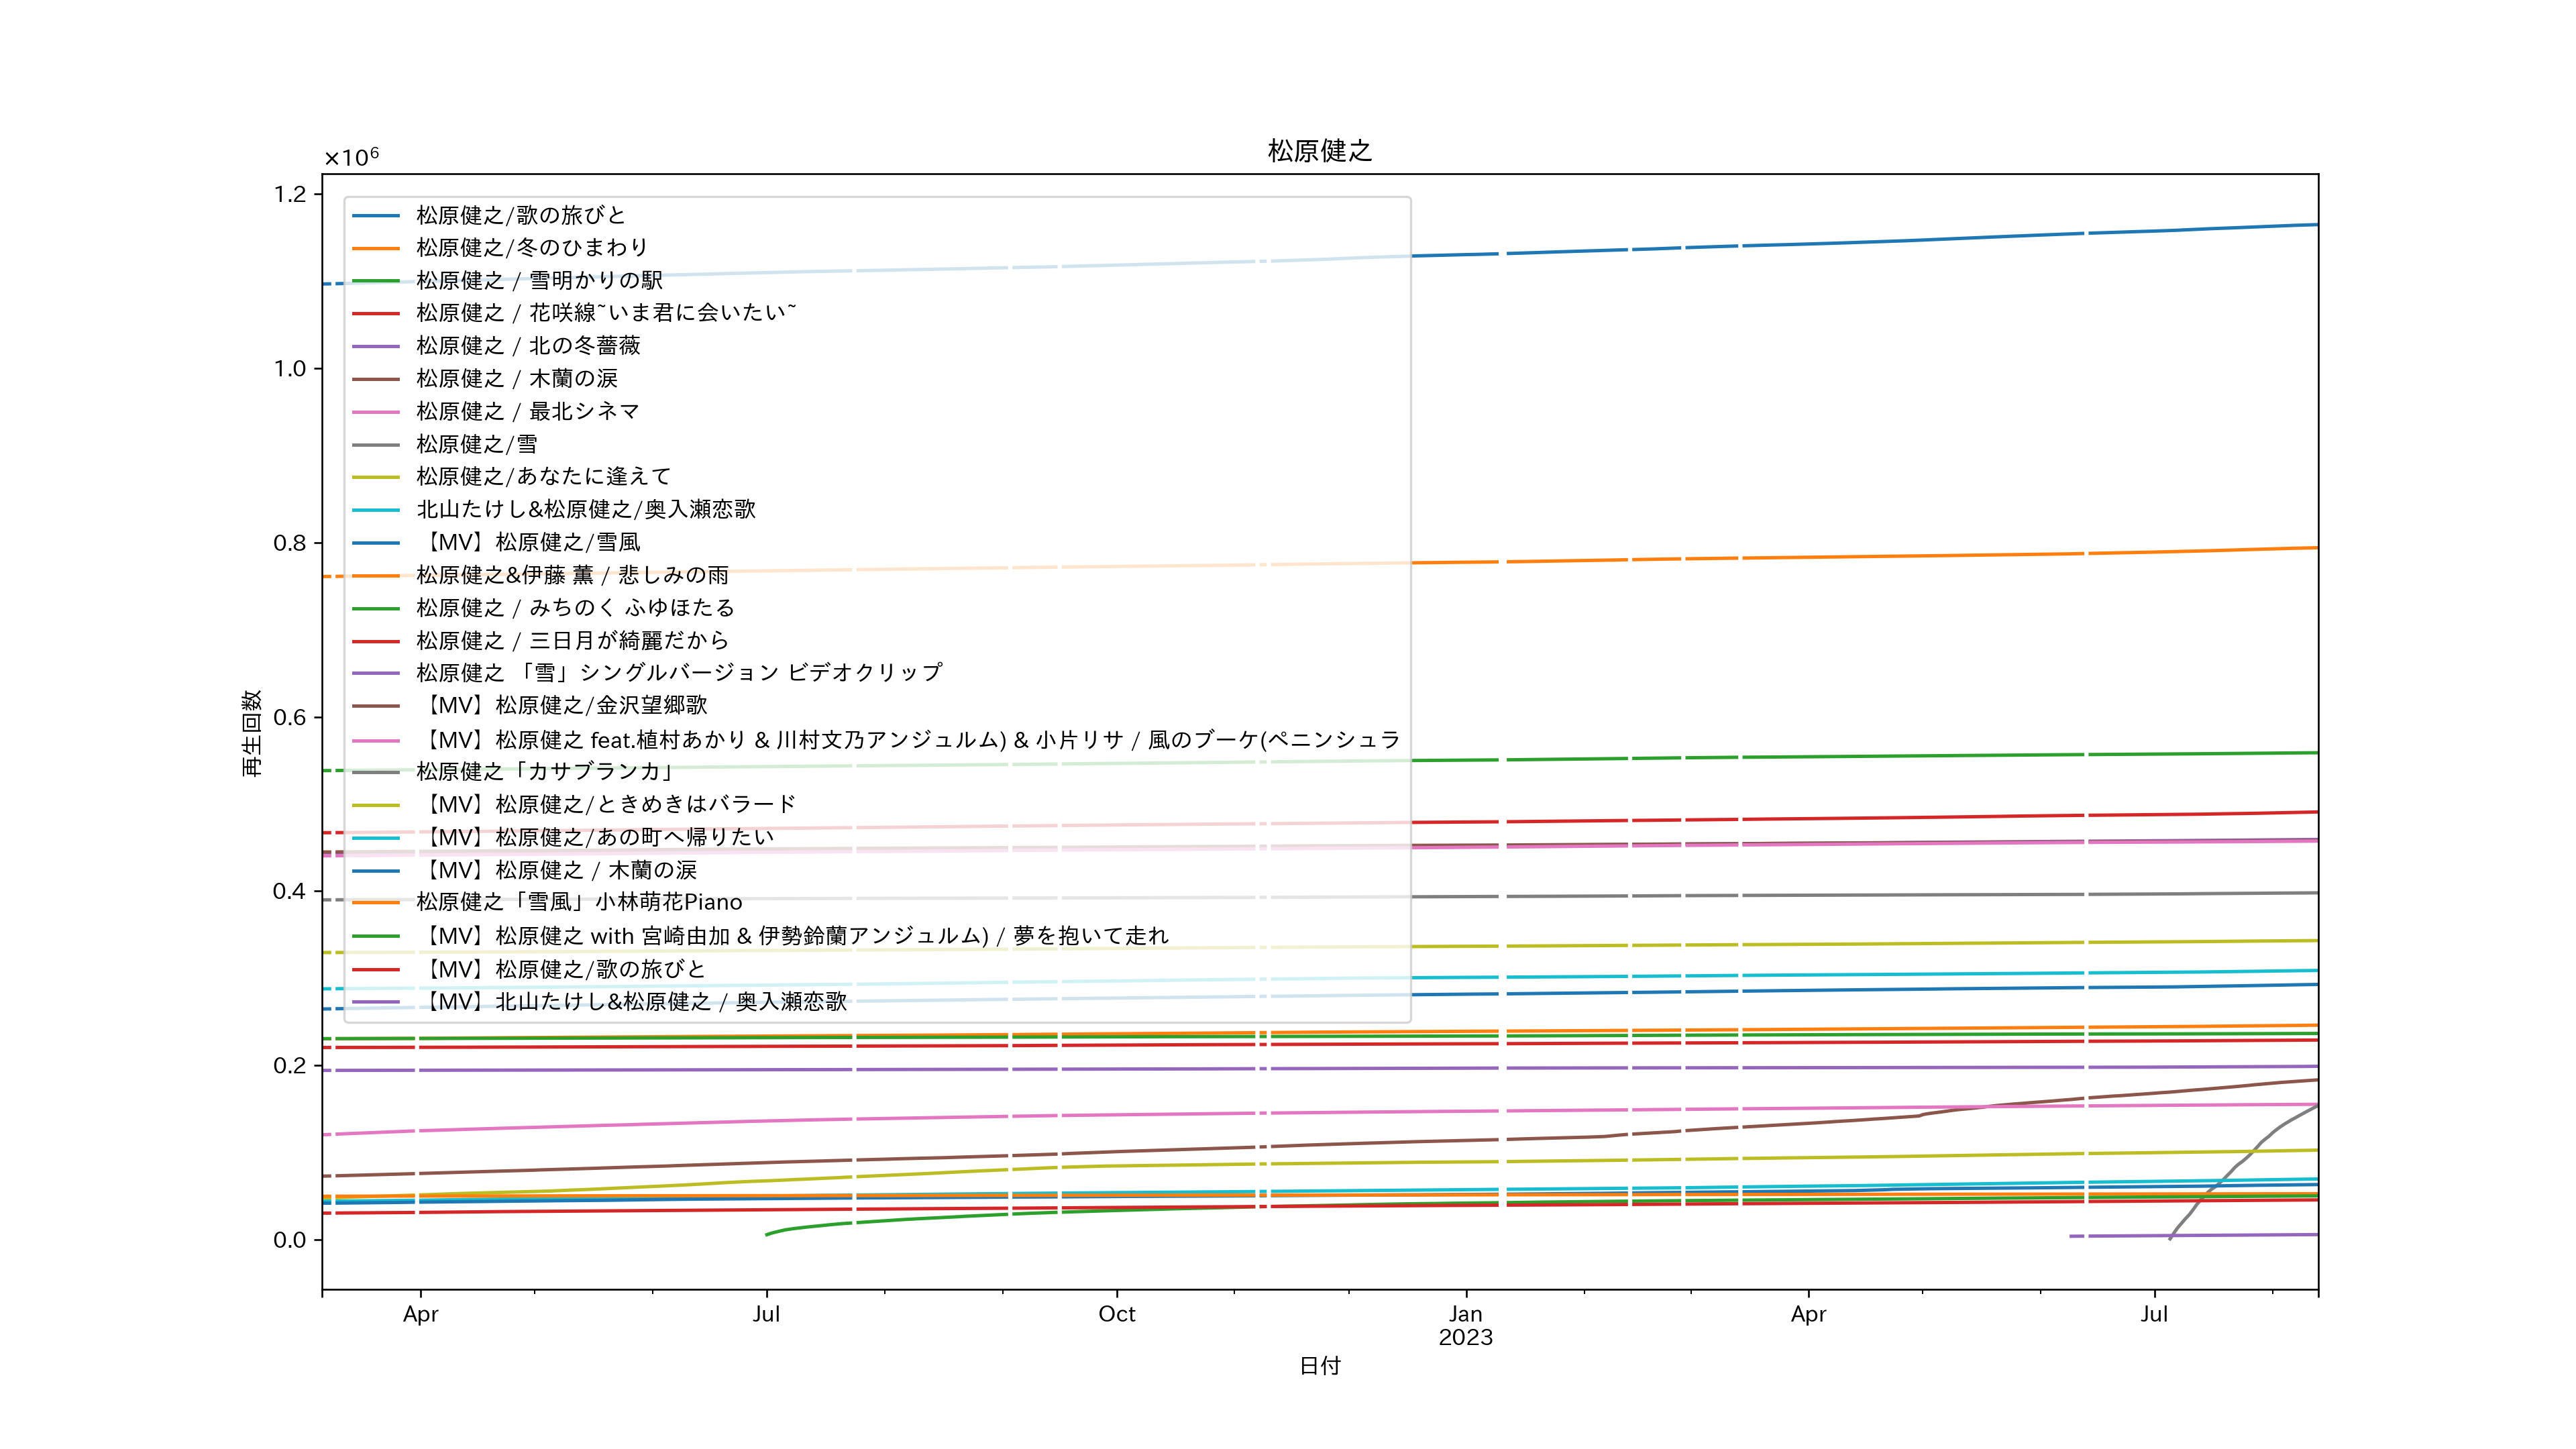 松原健之
×10⁶
1.2
1.0
0.8
0.6
0.4
0.2
0.0
再生回数
松原健之/歌の旅びと
松原健之/冬のひまわり
松原健之 / 雪明かりの駅
松原健之 / 花咲線~いま君に会いたい~
松原健之 / 北の冬薔薇
松原健之 / 木蘭の涙
松原健之 / 最北シネマ
松原健之/雪
松原健之/あなたに逢えて
北山たけし&松原健之/奥入瀬恋歌
【MV】松原健之/雪風
松原健之&伊藤 薫 / 悲しみの雨
松原健之 / みちのく ふゆほたる
松原健之 / 三日月が綺麗だから
松原健之 「雪」シングルバージョン ビデオクリップ
【MV】松原健之/金沢望郷歌
【MV】松原健之 feat.植村あかり & 川村文乃アンジュルム) & 小片リサ / 風のブーケ(ペニンシュラ
松原健之「カサブランカ」
【MV】松原健之/ときめきはバラード
【MV】松原健之/あの町へ帰りたい
【MV】松原健之 / 木蘭の涙
松原健之「雪風」小林萌花Piano
【MV】松原健之 with 宮崎由加 & 伊勢鈴蘭アンジュルム) / 夢を抱いて走れ
【MV】松原健之/歌の旅びと
【MV】北山たけし&松原健之 / 奥入瀬恋歌
Apr
Jul
Oct
Jan
2023
Apr
Jul
日付